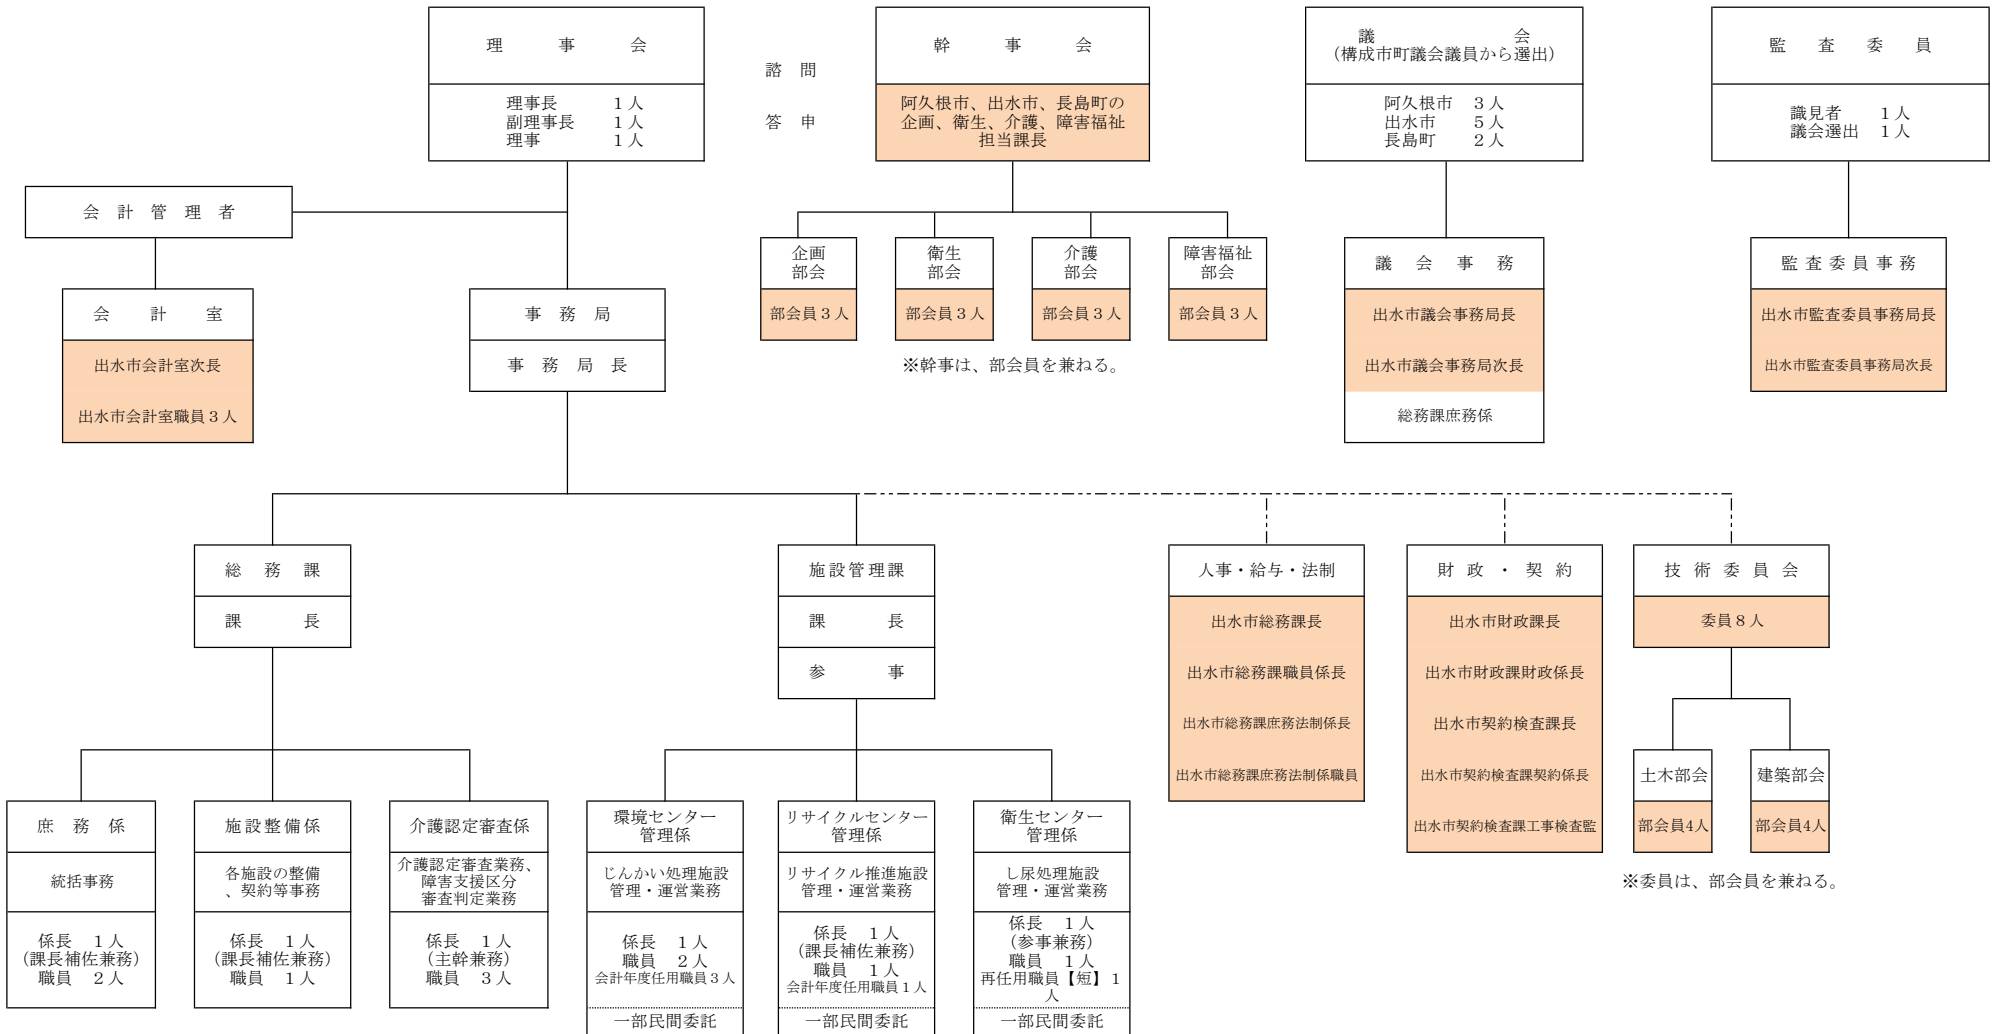 理　事　会
理事長　1人
副理事長　1人
理事　1人
諮　問
答　申
幹　事　会
阿久根市、出水市、長島町の
企画、衛生、介護、障害福祉
担当課長
議　会
（構成市町議会議員から選出）
阿久根市　3人
出水市　5人
長島町　2人
監　査　委　員
識見者　1人
議会選出　1人
会　計　管　理　者
会　計　室
出水市会計室次長
出水市会計室職員３人
事　務　局
事　務　局　長
企画
部会
部会員３人
衛生
部会
部会員３人
介護
部会
部会員３人
障害福祉
部会
部会員３人
※幹事は、部会員を兼ねる。
議　会　事　務
出水市議会事務局長
出水市議会事務局次長
総務課庶務係
監査委員事務
出水市監査委員事務局長
出水市監査委員事務局次長
総　務　課
課　長
施設管理課
課　長
参　事
人事・給与・法制
出水市総務課長
出水市総務課職員係長
出水市総務課庶務法制係長
出水市総務課庶務法制係職員
財　政　・　契　約
出水市財政課長
出水市財政課財政係長
出水市契約検査課長
出水市契約検査課契約係長
出水市契約検査課工事検査監
技　術　委　員　会
委員８人
土木部会
部会員4人
建築部会
部会員4人
※委員は、部会員を兼ねる。
庶　務　係
統括事務
係長　1人
（課長補佐兼務）
職員　2人
施設整備係
各施設の整備
、契約等事務
係長　1人
（課長補佐兼務）
職員　1人
介護認定審査係
介護認定審査業務、
障害支援区分
審査判定業務
係長　1人
（主幹兼務）
職員　3人
環境センター
管理係
じんかい処理施設
管理・運営業務
係長　1人
職員　2人
会計年度任用職員３人
一部民間委託
リサイクルセンター
管理係
リサイクル推進施設
管理・運営業務
係長　1人
（課長補佐兼務）
職員　1人
会計年度任用職員１人
一部民間委託
衛生センター
管理係
し尿処理施設
管理・運営業務
係長　1人
（参事兼務）
職員　1人
再任用職員【短】１
人
一部民間委託